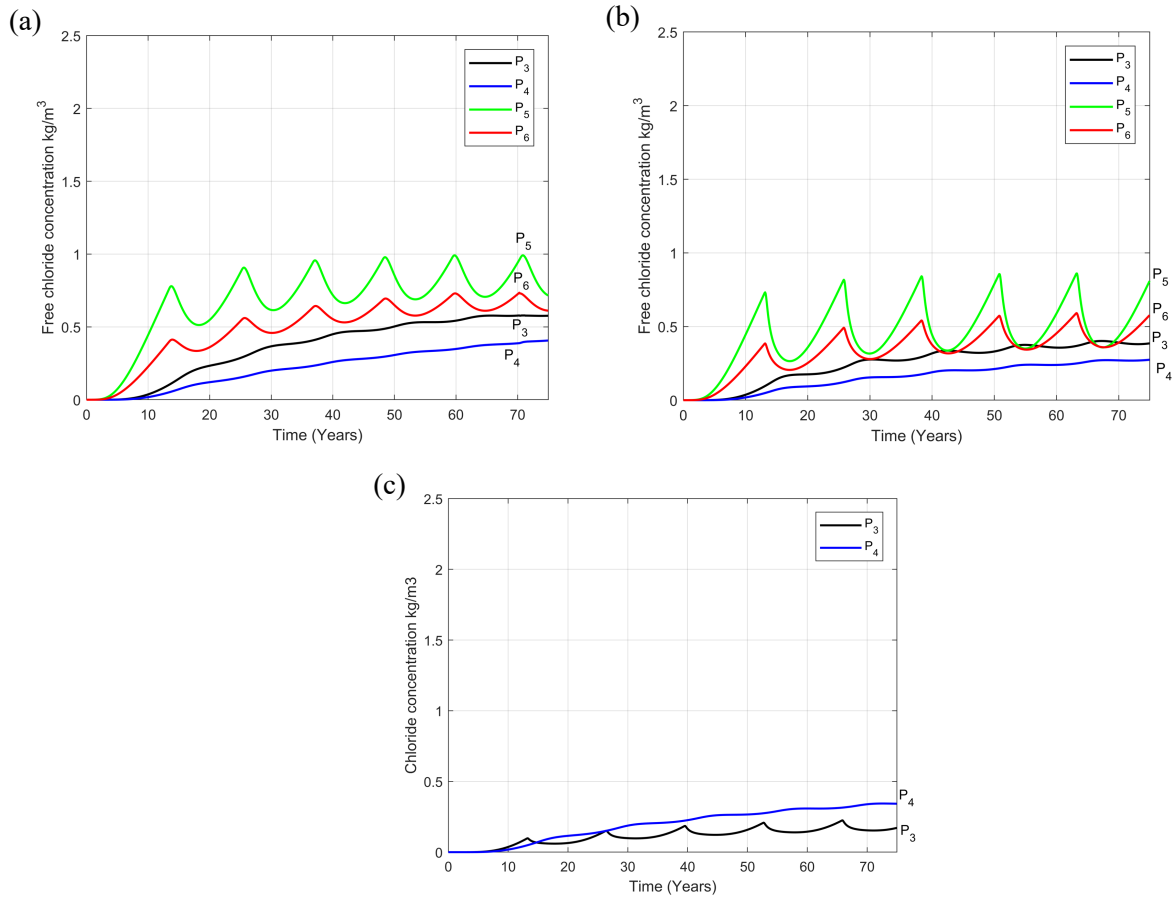 (a)
2.5
2
1.5
1
0.5
0
0 10 20 30 40 50 60 70
Free chloride concentration kg/m³
Time (Years)
P₃
P₄
P₅
P₆
P₅
P₆
P₃
P₄
(b)
2.5
2
1.5
1
0.5
0
0 10 20 30 40 50 60 70
Free chloride concentration kg/m³
Time (Years)
P₃
P₄
P₅
P₆
P₅
P₆
P₃
P₄
(c)
2.5
2
1.5
1
0.5
0
0 10 20 30 40 50 60 70
Chloride concentration kg/m3
Time (Years)
P₃
P₄
P₄
P₃